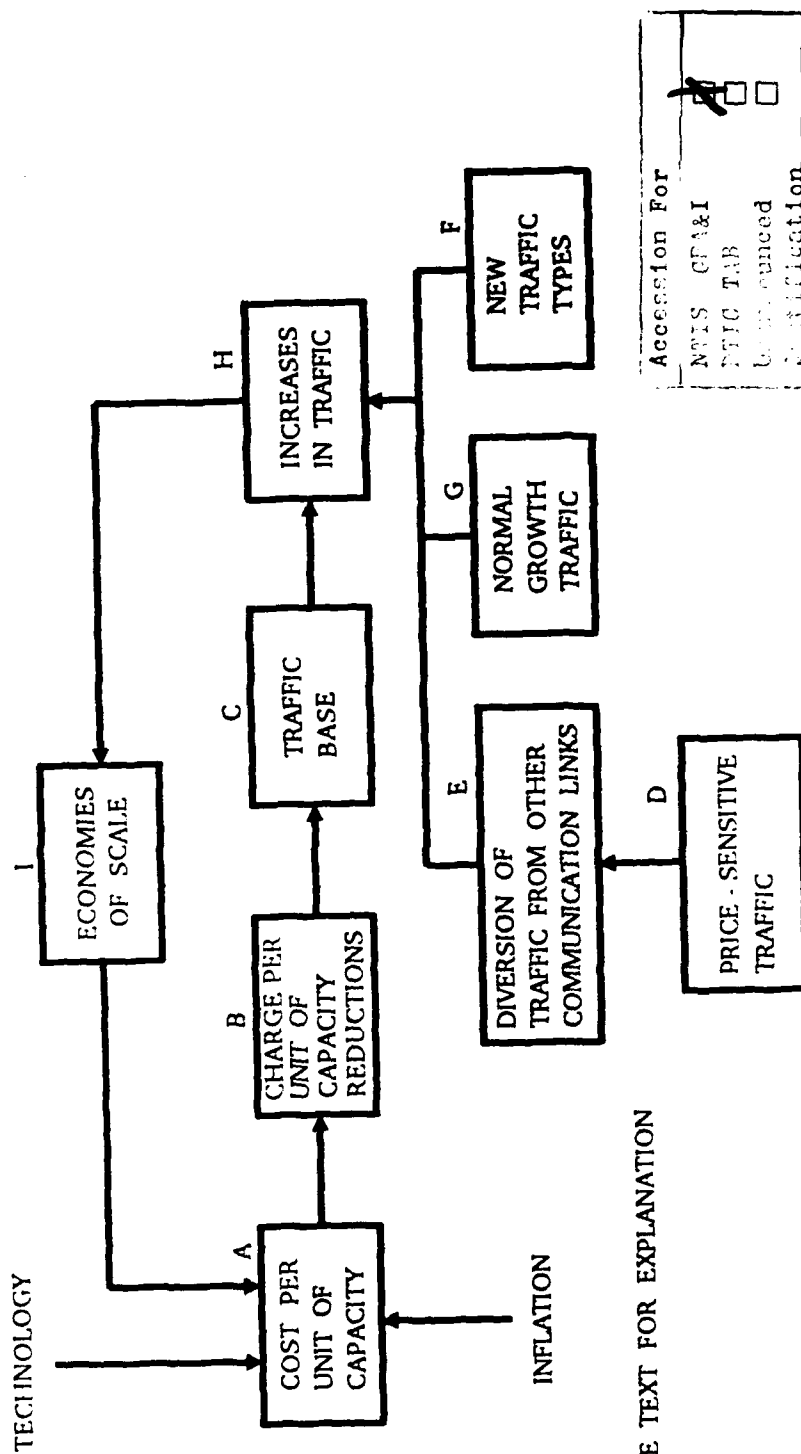 TECHNOLOGY
A
COST PER
UNIT OF
CAPACITY
INFLATION
B
CHARGE PER
UNIT OF
CAPACITY
REDUCTIONS
C
TRAFFIC
BASE
H
INCREASES
IN TRAFFIC
I
ECONOMIES
OF SCALE
E
DIVERSION OF
TRAFFIC FROM OTHER
COMMUNICATION LINKS
D
PRICE - SENSITIVE
TRAFFIC
G
NORMAL
GROWTH
TRAFFIC
F
NEW
TRAFFIC
TYPES
E TEXT FOR EXPLANATION
Accession For
NTIS GRA&I
DTIC TAB